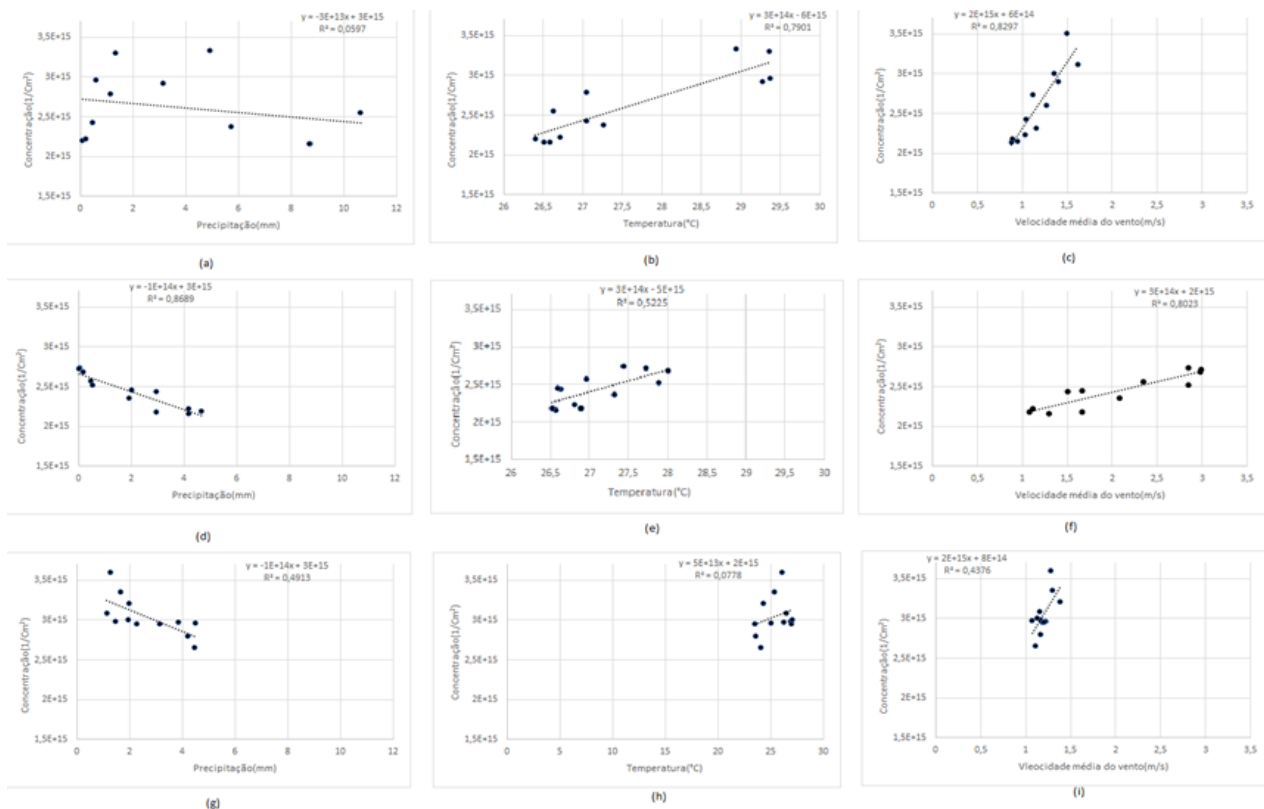 y = -3E+13x + 3E+15
R² = 0,0597
Concentração(1/Cm²)
3,5E+15
3E+15
2,5E+15
2E+15
1,5E+15
0 2 4 6 8 10 12
Precipitação(mm)
(a)
y = 3E+14x - 6E+15
R² = 0,7901
Concentração(1/Cm²)
3,5E+15
3E+15
2,5E+15
2E+15
1,5E+15
26 26,5 27 27,5 28 28,5 29 29,5 30
Temperatura(°C)
(b)
y = 2E+15x + 6E+14
R² = 0,8297
Concentração(1/Cm²)
3,5E+15
3E+15
2,5E+15
2E+15
1,5E+15
0 0,5 1 1,5 2 2,5 3 3,5
Velocidade média do vento(m/s)
(c)
y = -1E+14x + 3E+15
R² = 0,8689
Concentração(1/Cm²)
3,5E+15
3E+15
2,5E+15
2E+15
1,5E+15
0 2 4 6 8 10 12
Precipitação(mm)
(d)
y = 3E+14x - 5E+15
R² = 0,5225
Concentração(1/Cm²)
3,5E+15
3E+15
2,5E+15
2E+15
1,5E+15
26 26,5 27 27,5 28 28,5 29 29,5 30
Temperatura(°C)
(e)
y = 3E+14x + 2E+15
R² = 0,8023
Concentração(1/Cm²)
3,5E+15
3E+15
2,5E+15
2E+15
1,5E+15
0 0,5 1 1,5 2 2,5 3 3,5
Velocidade média do vento(m/s)
(f)
y = -1E+14x + 3E+15
R² = 0,4913
Concentração(1/Cm²)
3,5E+15
3E+15
2,5E+15
2E+15
1,5E+15
0 2 4 6 8 10 12
Precipitação(mm)
(g)
y = 5E+13x + 2E+15
R² = 0,0778
Concentração(1/Cm²)
3,5E+15
3E+15
2,5E+15
2E+15
1,5E+15
0 5 10 15 20 25 30
Temperatura(°C)
(h)
y = 2E+15x + 8E+14
R² = 0,4376
Concentração(1/Cm²)
3,5E+15
3E+15
2,5E+15
2E+15
1,5E+15
0 0,5 1 1,5 2 2,5 3 3,5
Vleocidade média do vento(m/s)
(i)